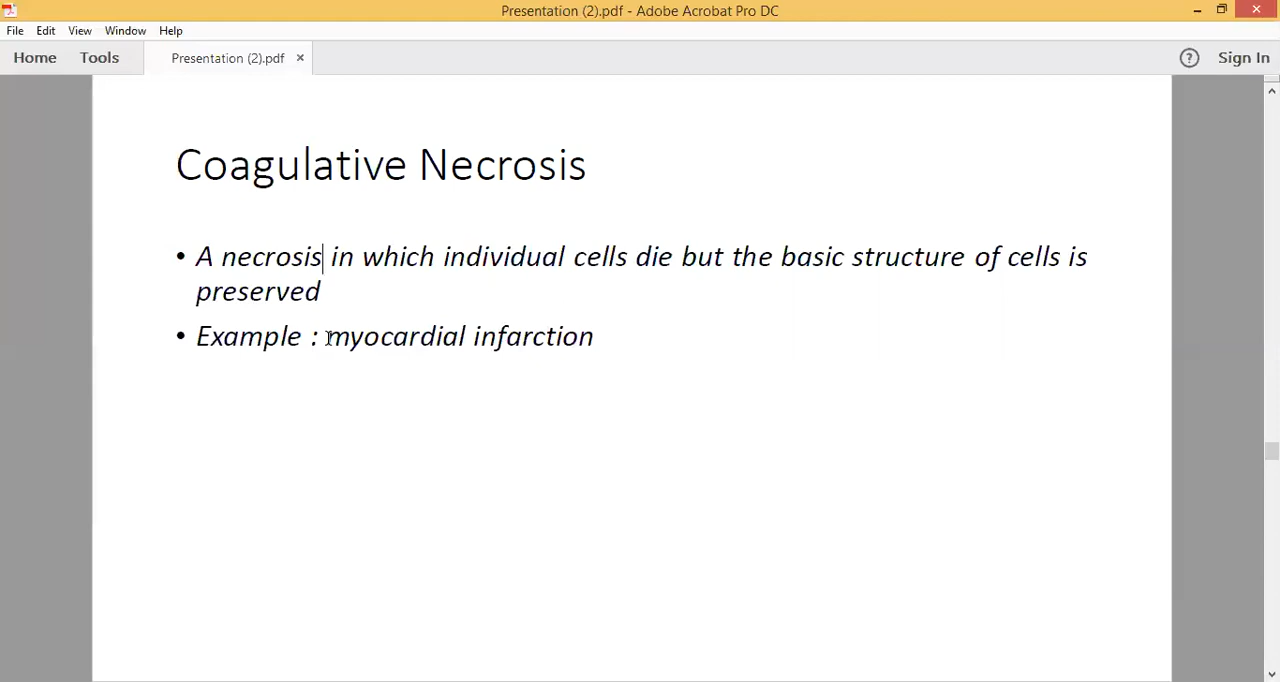 Presentation (2).pdf - Adobe Acrobat Pro DC
File Edit View Window Help
Home Tools Presentation (2).pdf × ? Sign In
Coagulative Necrosis
• A necrosis in which individual cells die but the basic structure of cells is
preserved
• Example : myocardial infarction